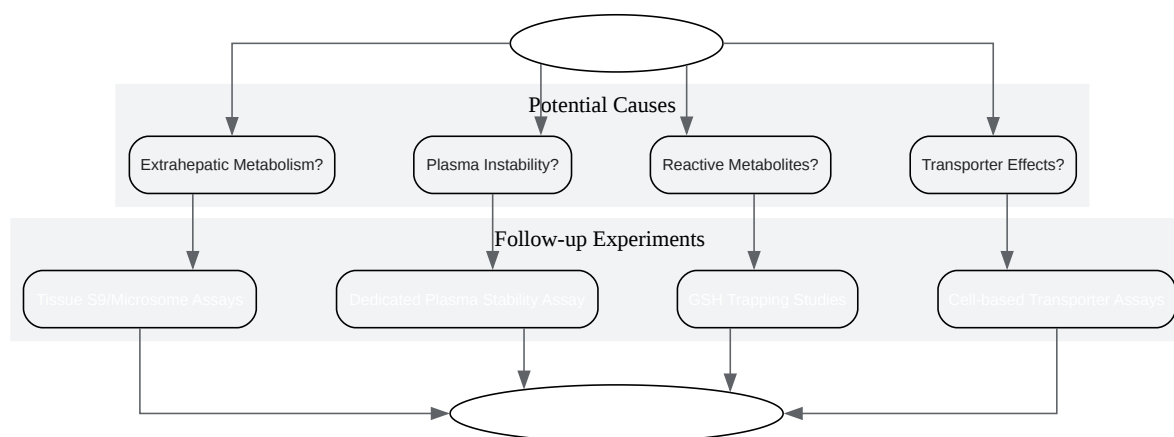 Potential Causes
Extrahepatic Metabolism?
Plasma Instability?
Reactive Metabolites?
Transporter Effects?
Follow-up Experiments
Tissue S9/Microsome Assays
Dedicated Plasma Stability Assay
GSH Trapping Studies
Cell-based Transporter Assays